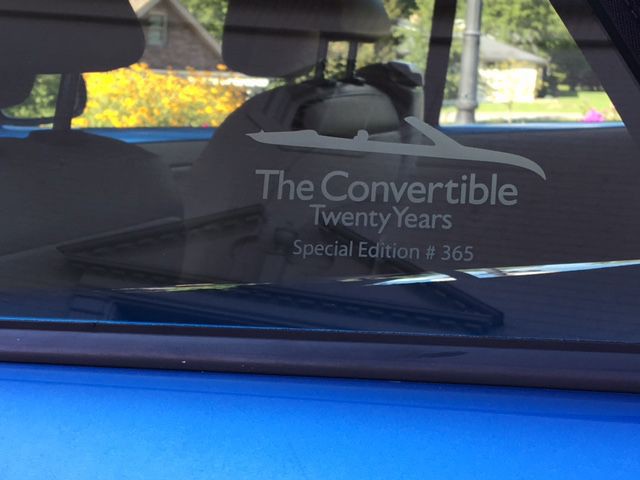 The Convertible
Twenty Years
Special Edition # 365